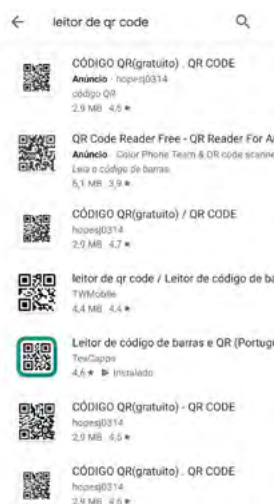 leitor de qr code
CÓDIGO QR(gratuito) . QR CODE
Anúncio · hopesj0314
código QR
2,9 MB 4,5 ★
QR Code Reader Free - QR Reader For A
Anúncio · Color Phone Team & QR code scanne
Leia o código de barras
6,1 MB 3,9 ★
CÓDIGO QR(gratuito) / QR CODE
hopesj0314
2,9 MB 4,7 ★
leitor de qr code / Leitor de código de ba
TWMobile
4,4 MB 4,4 ★
Leitor de código de barras e QR (Portugu
TeaCapps
4,6 ★ Instalado
CÓDIGO QR(gratuito) - QR CODE
hopesj0314
2,9 MB 4,5 ★
CÓDIGO QR(gratuito) . QR CODE
hopesj0314
2,9 MB 4,6 ★